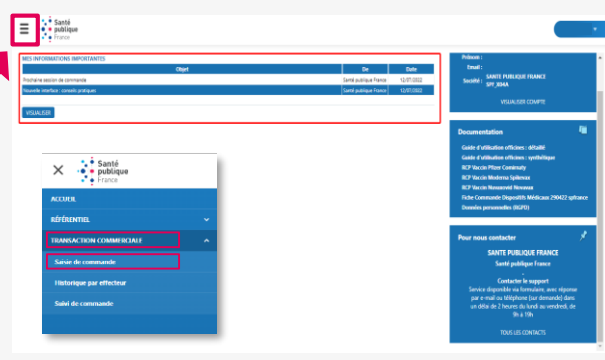 Santé
publique
France
MES INFORMATIONS IMPORTANTES
Objet De Date
Prochaine session de commande Santé publique France 12/07/2022
Nouvelle interface : conseils pratiques Santé publique France 12/07/2022
VISUALISER
Santé
publique
France
ACCUEIL
RÉFÉRENTIEL
TRANSACTION COMMERCIALE
Saisie de commande
Historique par effecteur
Suivi de commande
Prénom :
Email :
Société : SANTE PUBLIQUE FRANCE
SPF_804A
VISUALISER COMPTE
Documentation
Guide d'utilisation officines : détaillé
Guide d'utilisation officines : synthétique
RCP Vaccin Pfizer Comirnaty
RCP Vaccin Moderna Spikevax
RCP Vaccin Novavovid Novavax
Fiche Commande Dispositifs Médicaux 290422 spfrance
Données personnelles (RGPD)
Pour nous contacter
SANTE PUBLIQUE FRANCE
Santé publique France
-
Contacter le support
Service disponible via formulaire, avec réponse
par e-mail ou téléphone (sur demande) dans
un délai de 2 heures du lundi au vendredi, de
9h à 19h
TOUS LES CONTACTS